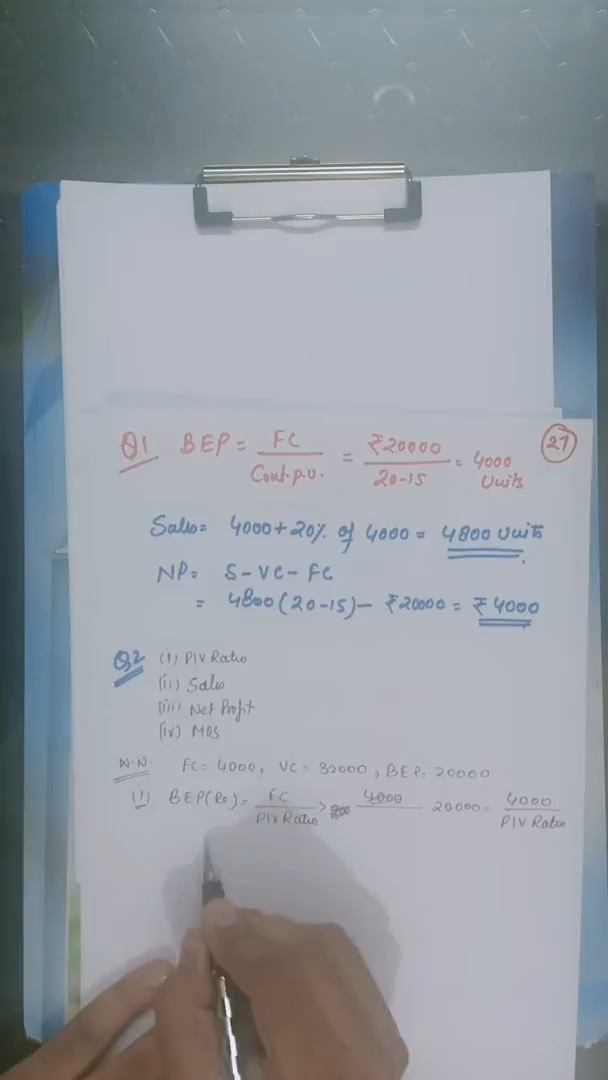 27
Q1 BEP = FC / Cont.p.u. = ₹20000 / 20-15 = 4000 Units
Sales = 4000 + 20% of 4000 = 4800 Units
NP = S-VC-FC
= 4800(20-15) - ₹20000 = ₹4000
Q2 (i) P/V Ratio
(ii) Sales
(iii) Net Profit
(iv) MOS
W.N. FC = 4000, VC = 32000, BEP = 20000
(1) BEP(Rs) = FC / P/V Ratio > 4000 20000 = 4000 / P/V Ratio